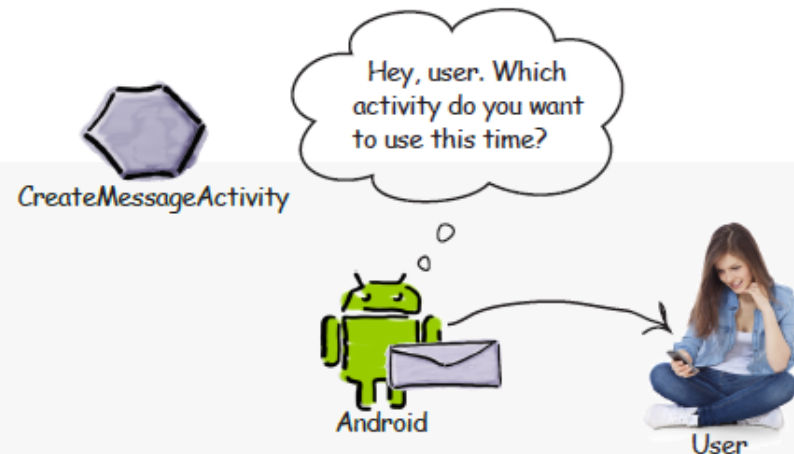 Hey, user. Which
activity do you want
to use this time?
CreateMessageActivity
Android
User